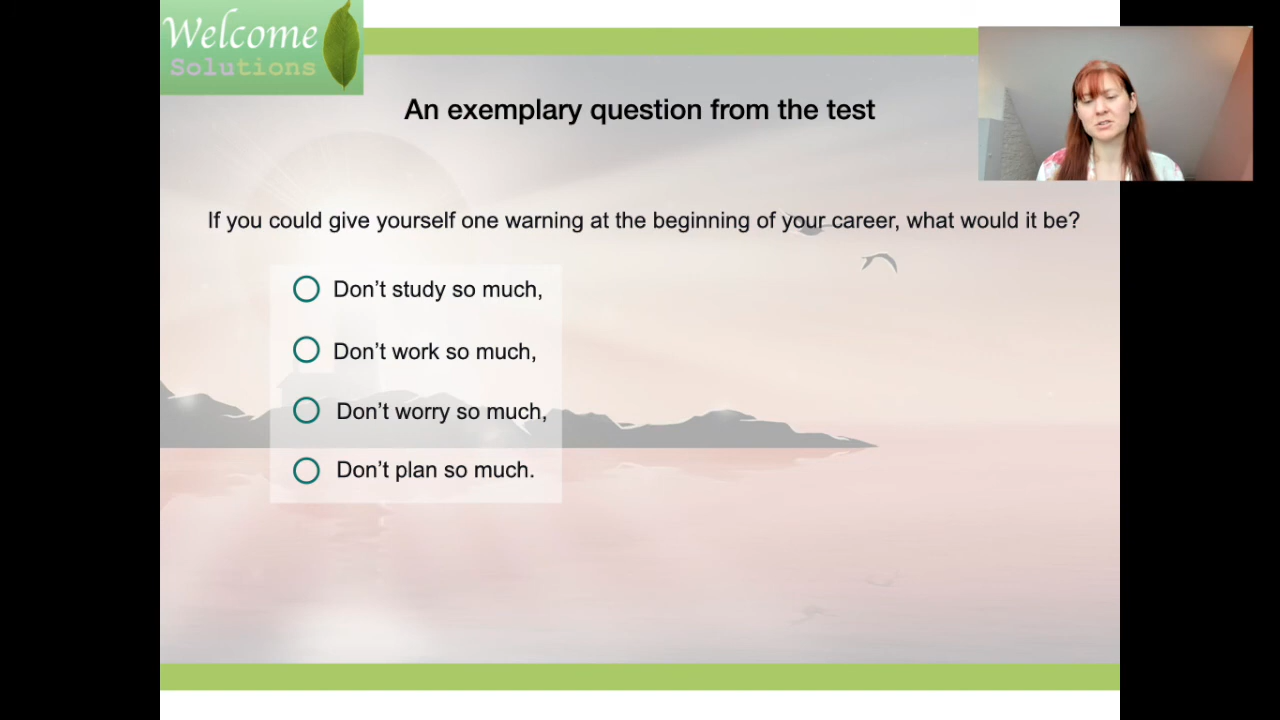 Welcome
Solutions
An exemplary question from the test
If you could give yourself one warning at the beginning of your career, what would it be?
Don’t study so much,
Don’t work so much,
Don’t worry so much,
Don’t plan so much.